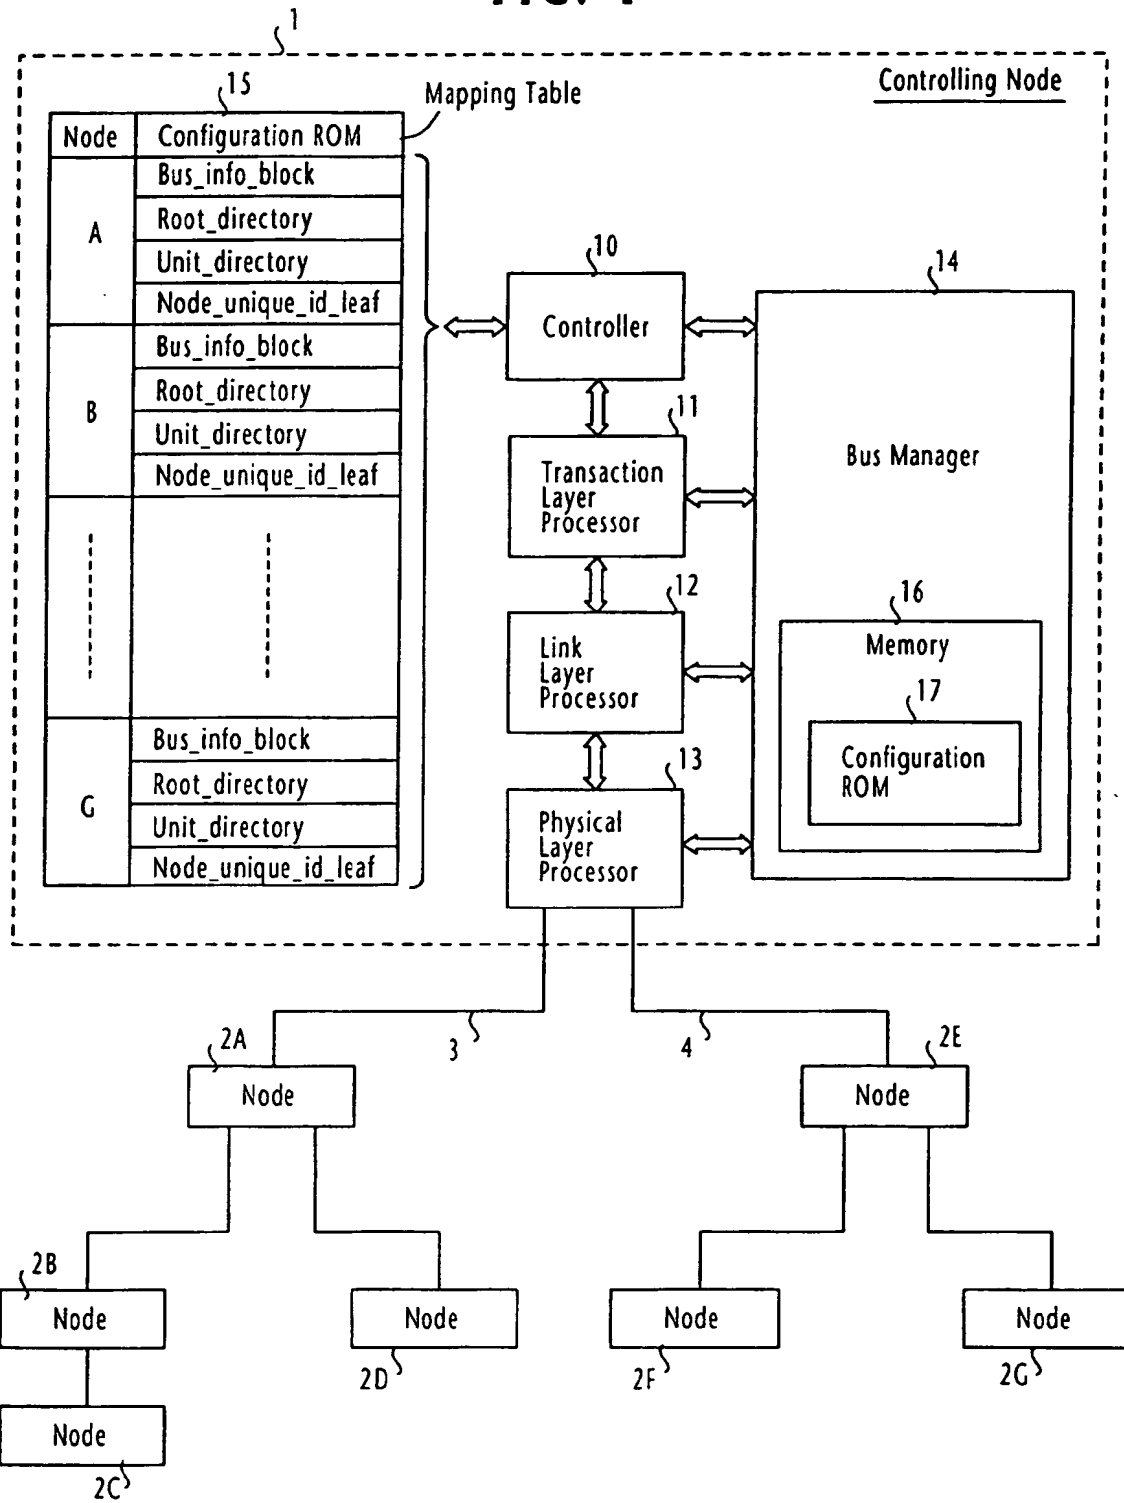 1
Controlling Node
15
Mapping Table
Node Configuration ROM
A
Bus_info_block
Root_directory
Unit_directory
Node_unique_id_leaf
B
Bus_info_block
Root_directory
Unit_directory
Node_unique_id_leaf
G
Bus_info_block
Root_directory
Unit_directory
Node_unique_id_leaf
10
Controller
11
Transaction
Layer
Processor
12
Link
Layer
Processor
13
Physical
Layer
Processor
14
Bus Manager
16
Memory
17
Configuration
ROM
3
4
2A
Node
2E
Node
2B
Node
Node
2D
Node
2F
Node
2G
Node
2C